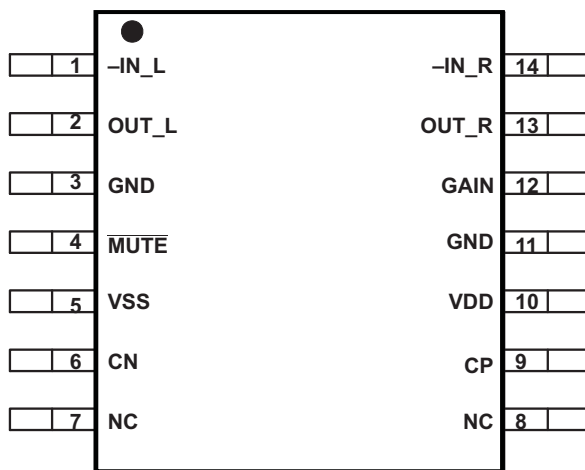 1 –IN_L –IN_R 14
2 OUT_L OUT_R 13
3 GND GAIN 12
4 MUTE GND 11
5 VSS VDD 10
6 CN CP 9
7 NC NC 8